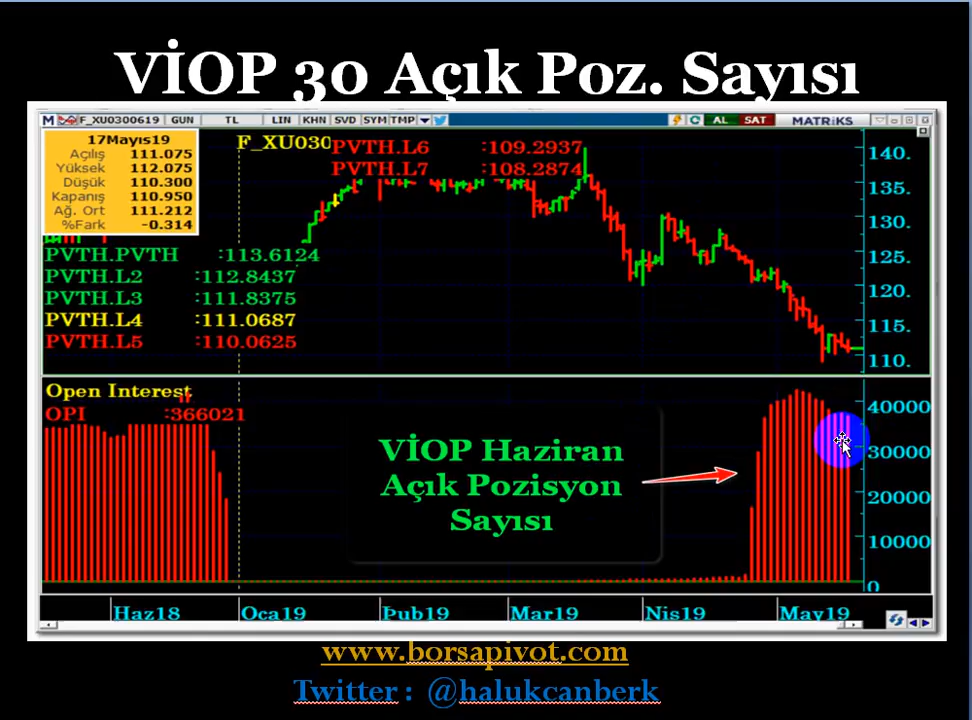 VİOP 30 Açık Poz. Sayısı
M F_XU0300619 GUN TL LIN KHN SVD SYM TMP C AL SAT MATRİKS
17Mayıs19
Açılış 111.075
Yüksek 112.075
Düşük 110.300
Kapanış 110.950
Ağ. Ort 111.212
%Fark -0.314
F_XU030
PVTH.L6 :109.2937
PVTH.L7 :108.2874
PVTH.PVTH :113.6124
PVTH.L2 :112.8437
PVTH.L3 :111.8375
PVTH.L4 :111.0687
PVTH.L5 :110.0625
140.
135.
130.
125.
120.
115.
110.
Open Interest
OPI :366021
VİOP Haziran
Açık Pozisyon
Sayısı
40000
30000
20000
10000
0
Haz18 Oca19 Þub19 Mar19 Nis19 May19
www.borsapivot.com
Twitter : @halukcanberk